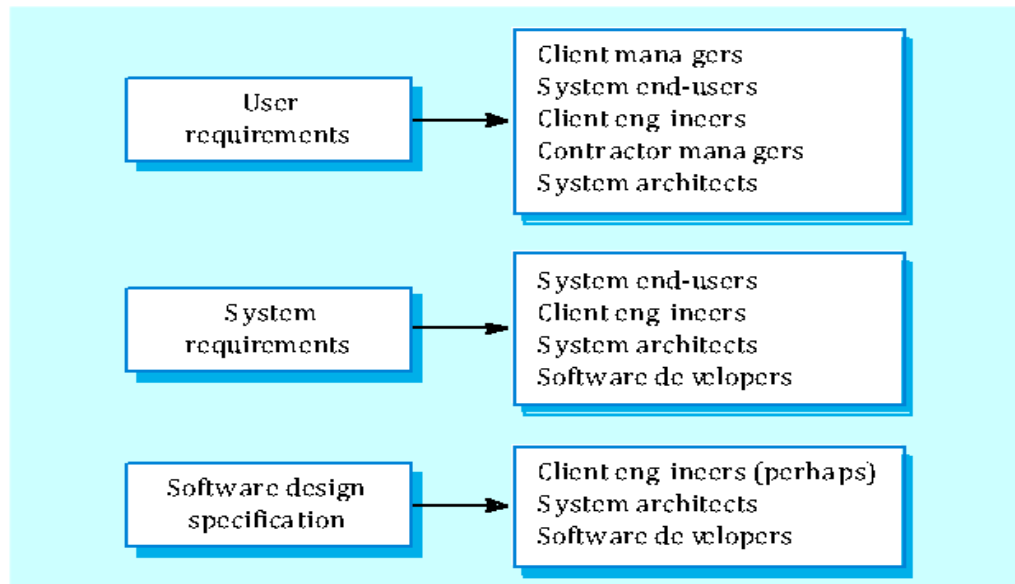 User
requirements
Client managers
System end-users
Client engineers
Contractor managers
System architects
System
requirements
System end-users
Client engineers
System architects
Software developers
Software design
specification
Client engineers (perhaps)
System architects
Software developers